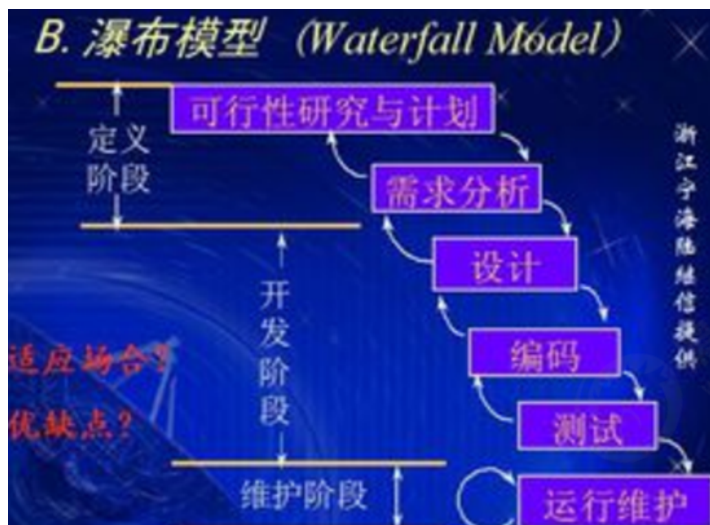 B. 瀑布模型 (Waterfall Model)
可行性研究与计划
定义
阶段
需求分析
设计
开发阶段
编码
适应场合?
优缺点?
测试
维护阶段
运行维护
浙江宁海陆继信提供